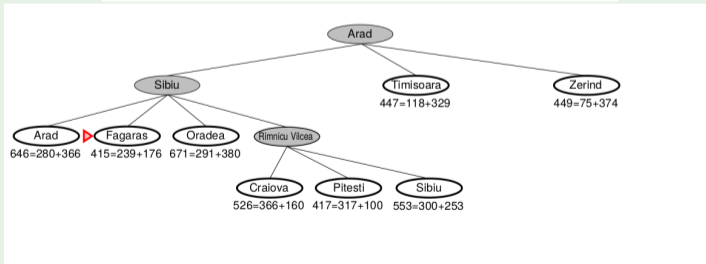 Arad
Sibiu
Timisoara
Zerind
447=118+329
449=75+374
Arad
Fagaras
Oradea
Rimnicu Vilcea
646=280+366
415=239+176
671=291+380
Craiova
Pitesti
Sibiu
526=366+160
417=317+100
553=300+253